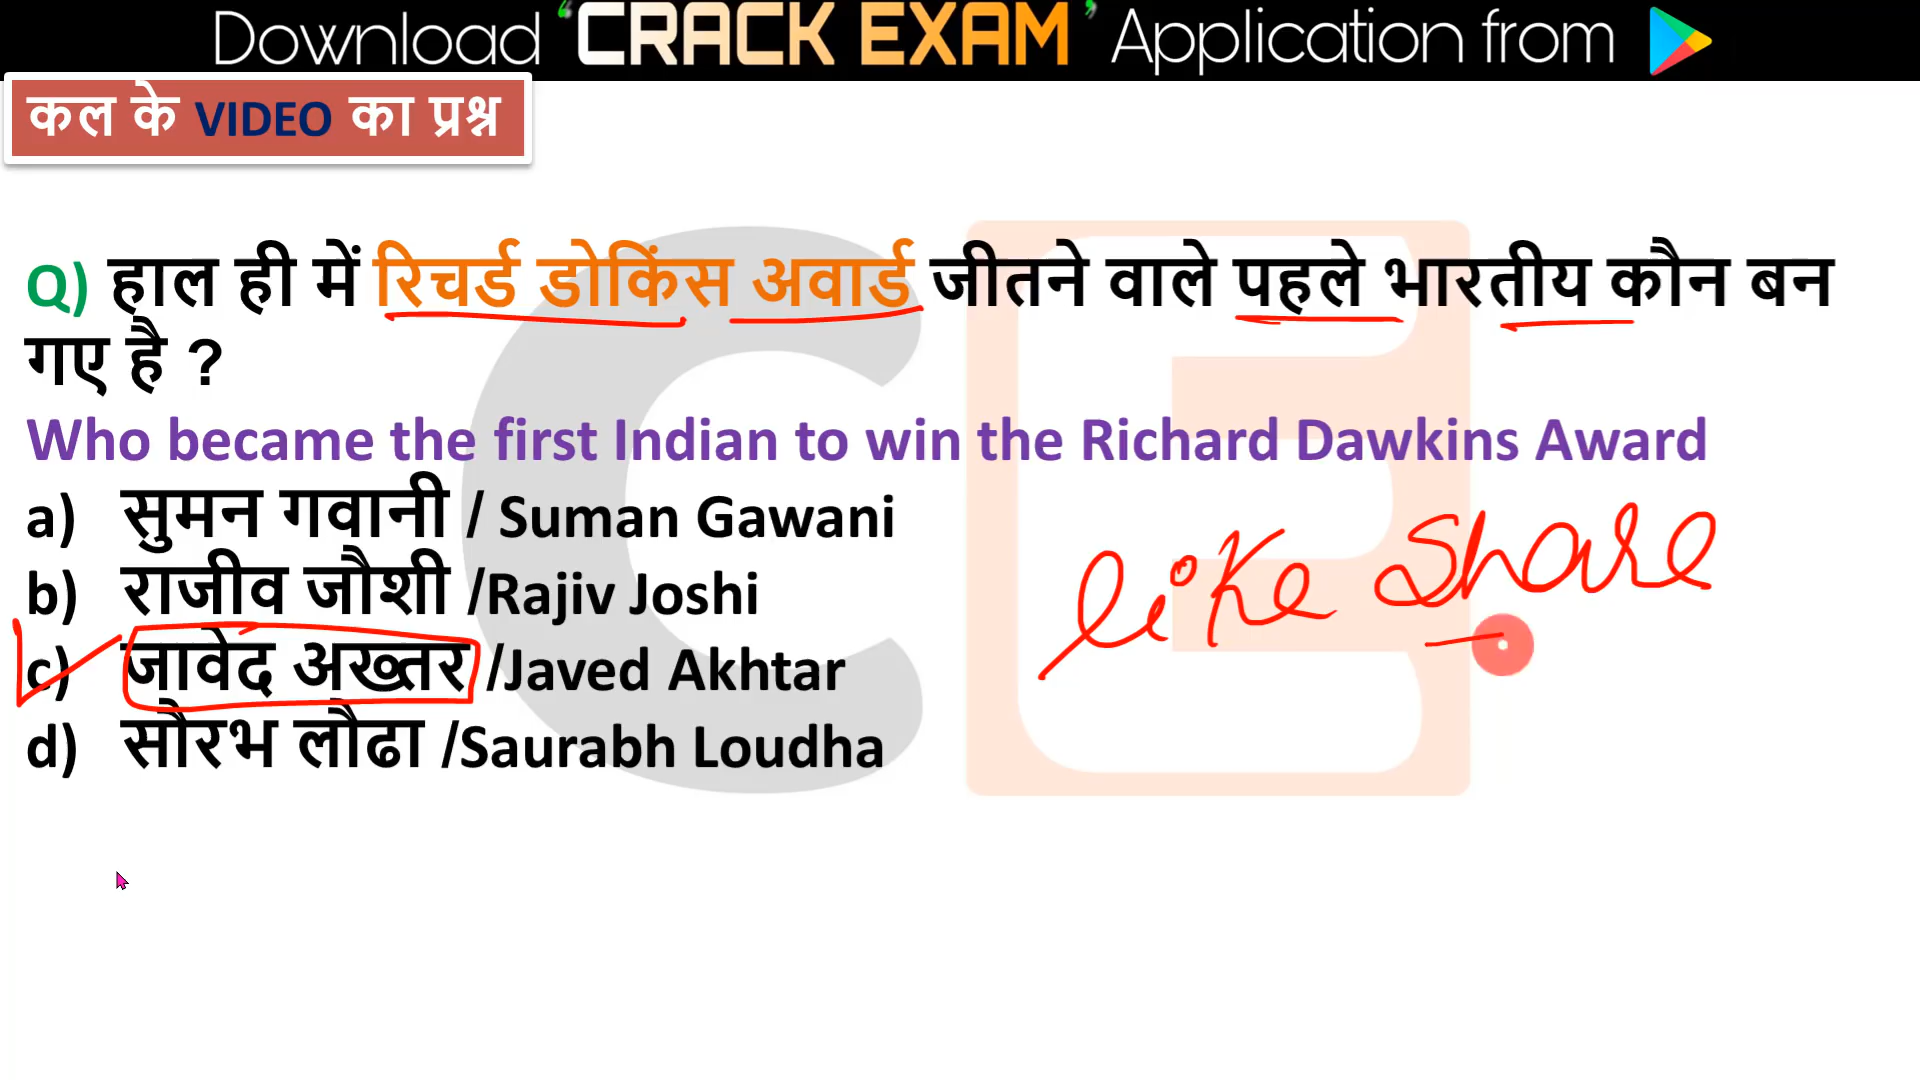 Download ‘CRACK EXAM’ Application from
कल के VIDEO का प्रश्न
Q) हाल ही में रिचर्ड डोकिंस अवार्ड जीतने वाले पहले भारतीय कौन बन
गए है ?
Who became the first Indian to win the Richard Dawkins Award
a) सुमन गवानी / Suman Gawani
b) राजीव जौशी /Rajiv Joshi
c) जावेद अख्तर /Javed Akhtar
d) सौरभ लौढा /Saurabh Loudha
like Share